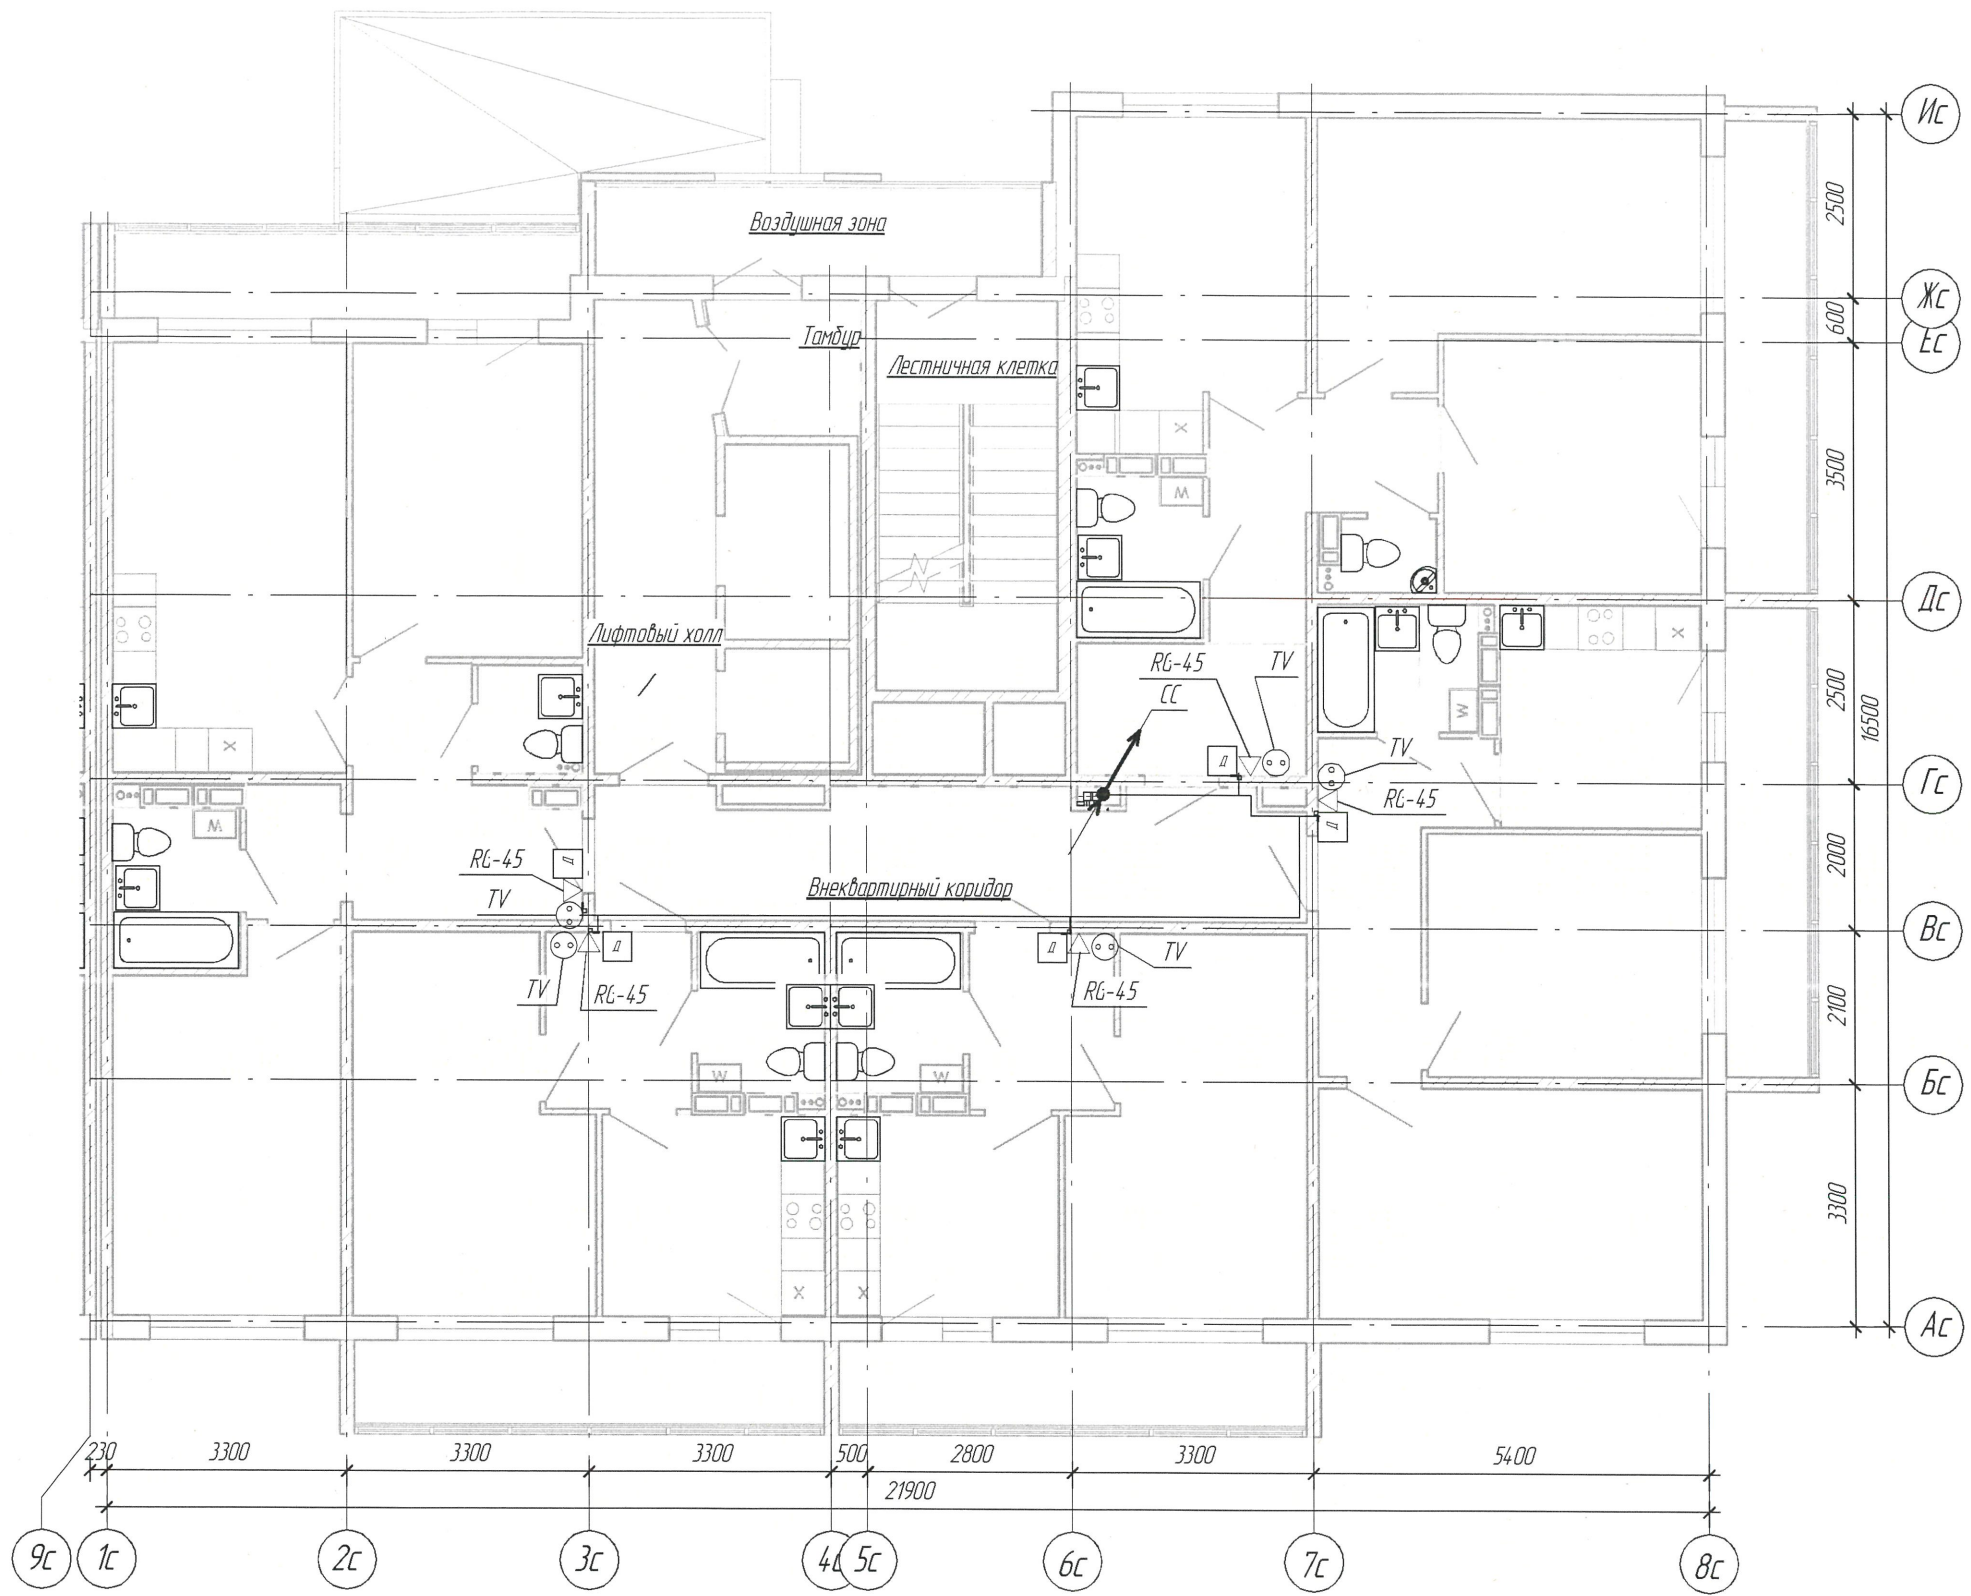 Ис
2500
Воздушная зона
Жс
600
Тамбур
Ес
Лестничная клетка
X
3500
M
Дс
Лифтовый холл
X
RG-45
TV
2500
16500
CC
W
X
TV
Д
Гс
RG-45
M
Д
2000
RG-45
Д
Внеквартирный коридор
TV
Вс
Д
Д
TV
TV
RG-45
RG-45
2100
W
W
Бс
3300
X
X
Ас
230
3300
3300
3300
500
2800
3300
5400
21900
9с
1с
2с
3с
4с
5с
6с
7с
8с